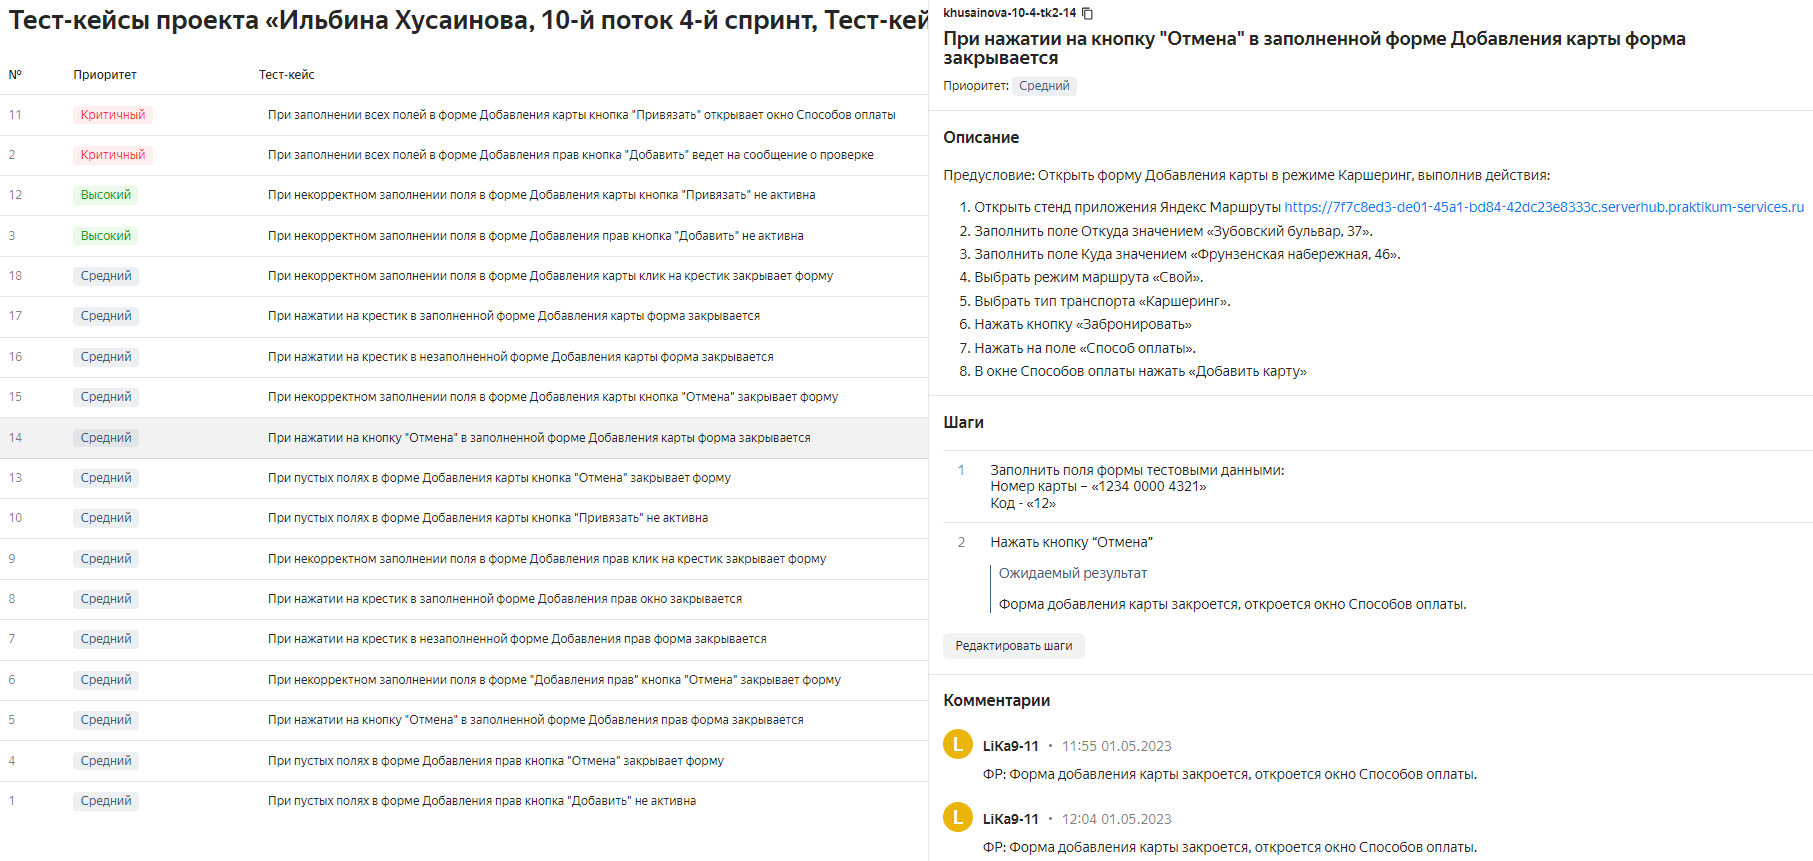 Тест-кейсы проекта «Ильбина Хусаинова, 10-й поток 4-й спринт, Тест-кей
№ Приоритет Тест-кейс
11 Критичный При заполнении всех полей в форме Добавления карты кнопка "Привязать" открывает окно Способов оплаты
2 Критичный При заполнении всех полей в форме Добавления прав кнопка "Добавить" ведет на сообщение о проверке
12 Высокий При некорректном заполнении поля в форме Добавления карты кнопка "Привязать" не активна
3 Высокий При некорректном заполнении поля в форме Добавления прав кнопка "Добавить" не активна
18 Средний При некорректном заполнении поля в форме Добавления карты клик на крестик закрывает форму
17 Средний При нажатии на крестик в заполненной форме Добавления карты форма закрывается
16 Средний При нажатии на крестик в незаполненной форме Добавления карты форма закрывается
15 Средний При некорректном заполнении поля в форме Добавления карты кнопка "Отмена" закрывает форму
14 Средний При нажатии на кнопку "Отмена" в заполненной форме Добавления карты форма закрывается
13 Средний При пустых полях в форме Добавления карты кнопка "Отмена" закрывает форму
10 Средний При пустых полях в форме Добавления карты кнопка "Привязать" не активна
9 Средний При некорректном заполнении поля в форме Добавления прав клик на крестик закрывает форму
8 Средний При нажатии на крестик в заполненной форме Добавления прав окно закрывается
7 Средний При нажатии на крестик в незаполненной форме Добавления прав форма закрывается
6 Средний При некорректном заполнении поля в форме "Добавления прав" кнопка "Отмена" закрывает форму
5 Средний При нажатии на кнопку "Отмена" в заполненной форме Добавления прав форма закрывается
4 Средний При пустых полях в форме Добавления прав кнопка "Отмена" закрывает форму
1 Средний При пустых полях в форме Добавления прав кнопка "Добавить" не активна
khusainova-10-4-tk2-14
При нажатии на кнопку "Отмена" в заполненной форме Добавления карты форма
закрывается
Приоритет: Средний
Описание
Предусловие: Открыть форму Добавления карты в режиме Каршеринг, выполнив действия:
1. Открыть стенд приложения Яндекс Маршруты https://7f7c8ed3-de01-45a1-bd84-42dc23e8333c.serverhub.praktikum-services.ru
2. Заполнить поле Откуда значением «Зубовский бульвар, 37».
3. Заполнить поле Куда значением «Фрунзенская набережная, 46».
4. Выбрать режим маршрута «Свой».
5. Выбрать тип транспорта «Каршеринг».
6. Нажать кнопку «Забронировать»
7. Нажать на поле «Способ оплаты».
8. В окне Способов оплаты нажать «Добавить карту»
Шаги
1 Заполнить поля формы тестовыми данными:
Номер карты – «1234 0000 4321»
Код - «12»
2 Нажать кнопку “Отмена”
Ожидаемый результат
Форма добавления карты закроется, откроется окно Способов оплаты.
Редактировать шаги
Комментарии
L LiKa9-11 • 11:55 01.05.2023
ФР: Форма добавления карты закроется, откроется окно Способов оплаты.
L LiKa9-11 • 12:04 01.05.2023
ФР: Форма добавления карты закроется, откроется окно Способов оплаты.